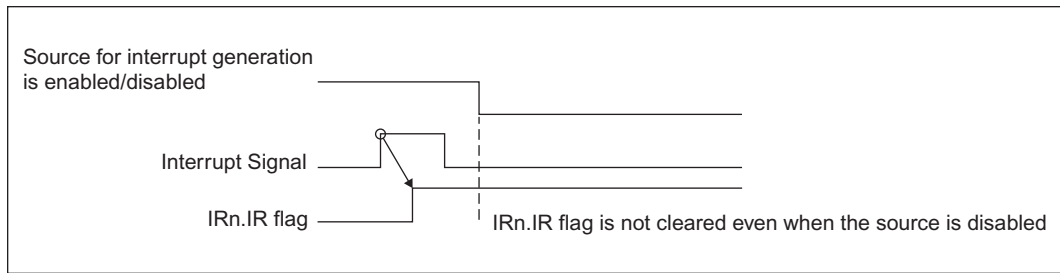 Source for interrupt generation
is enabled/disabled
Interrupt Signal
IRn.IR flag
IRn.IR flag is not cleared even when the source is disabled